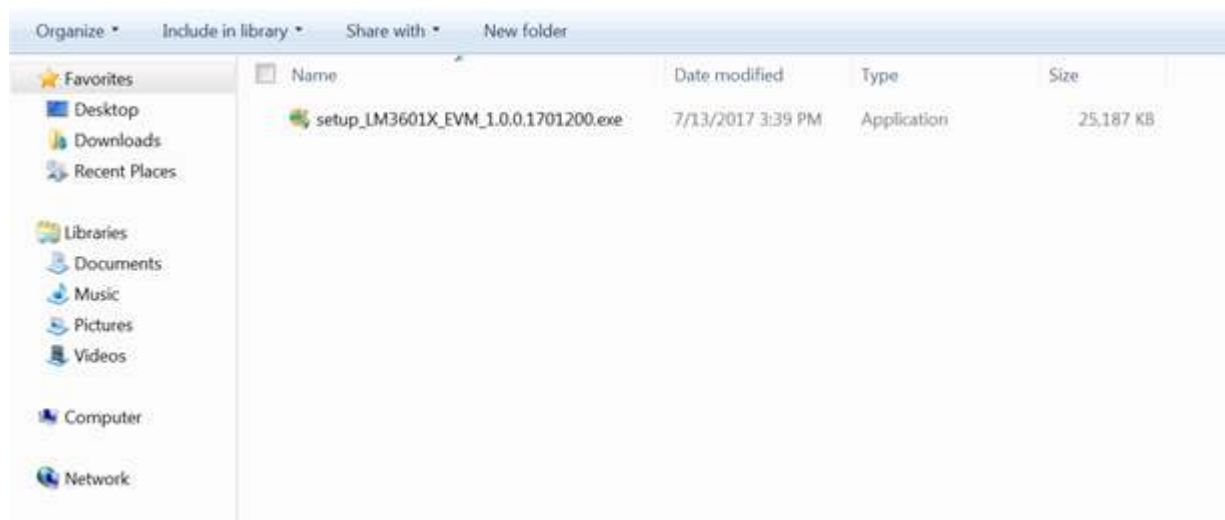 Organize Include in library Share with New folder
Favorites
Desktop
Downloads
Recent Places
Libraries
Documents
Music
Pictures
Videos
Computer
Network
Name Date modified Type Size
setup_LM3601X_EVM_1.0.0.1701200.exe 7/13/2017 3:39 PM Application 25,187 KB